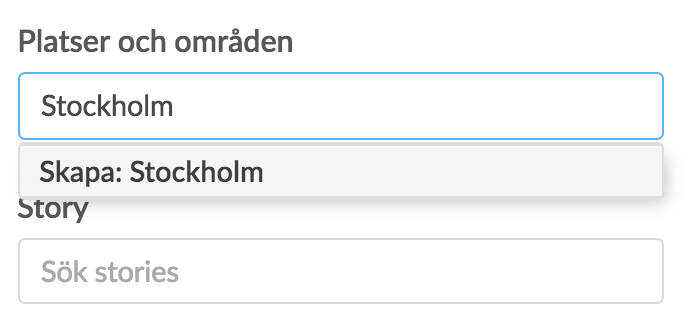 Platser och områden
Stockholm
Skapa: Stockholm
Story
Sök stories